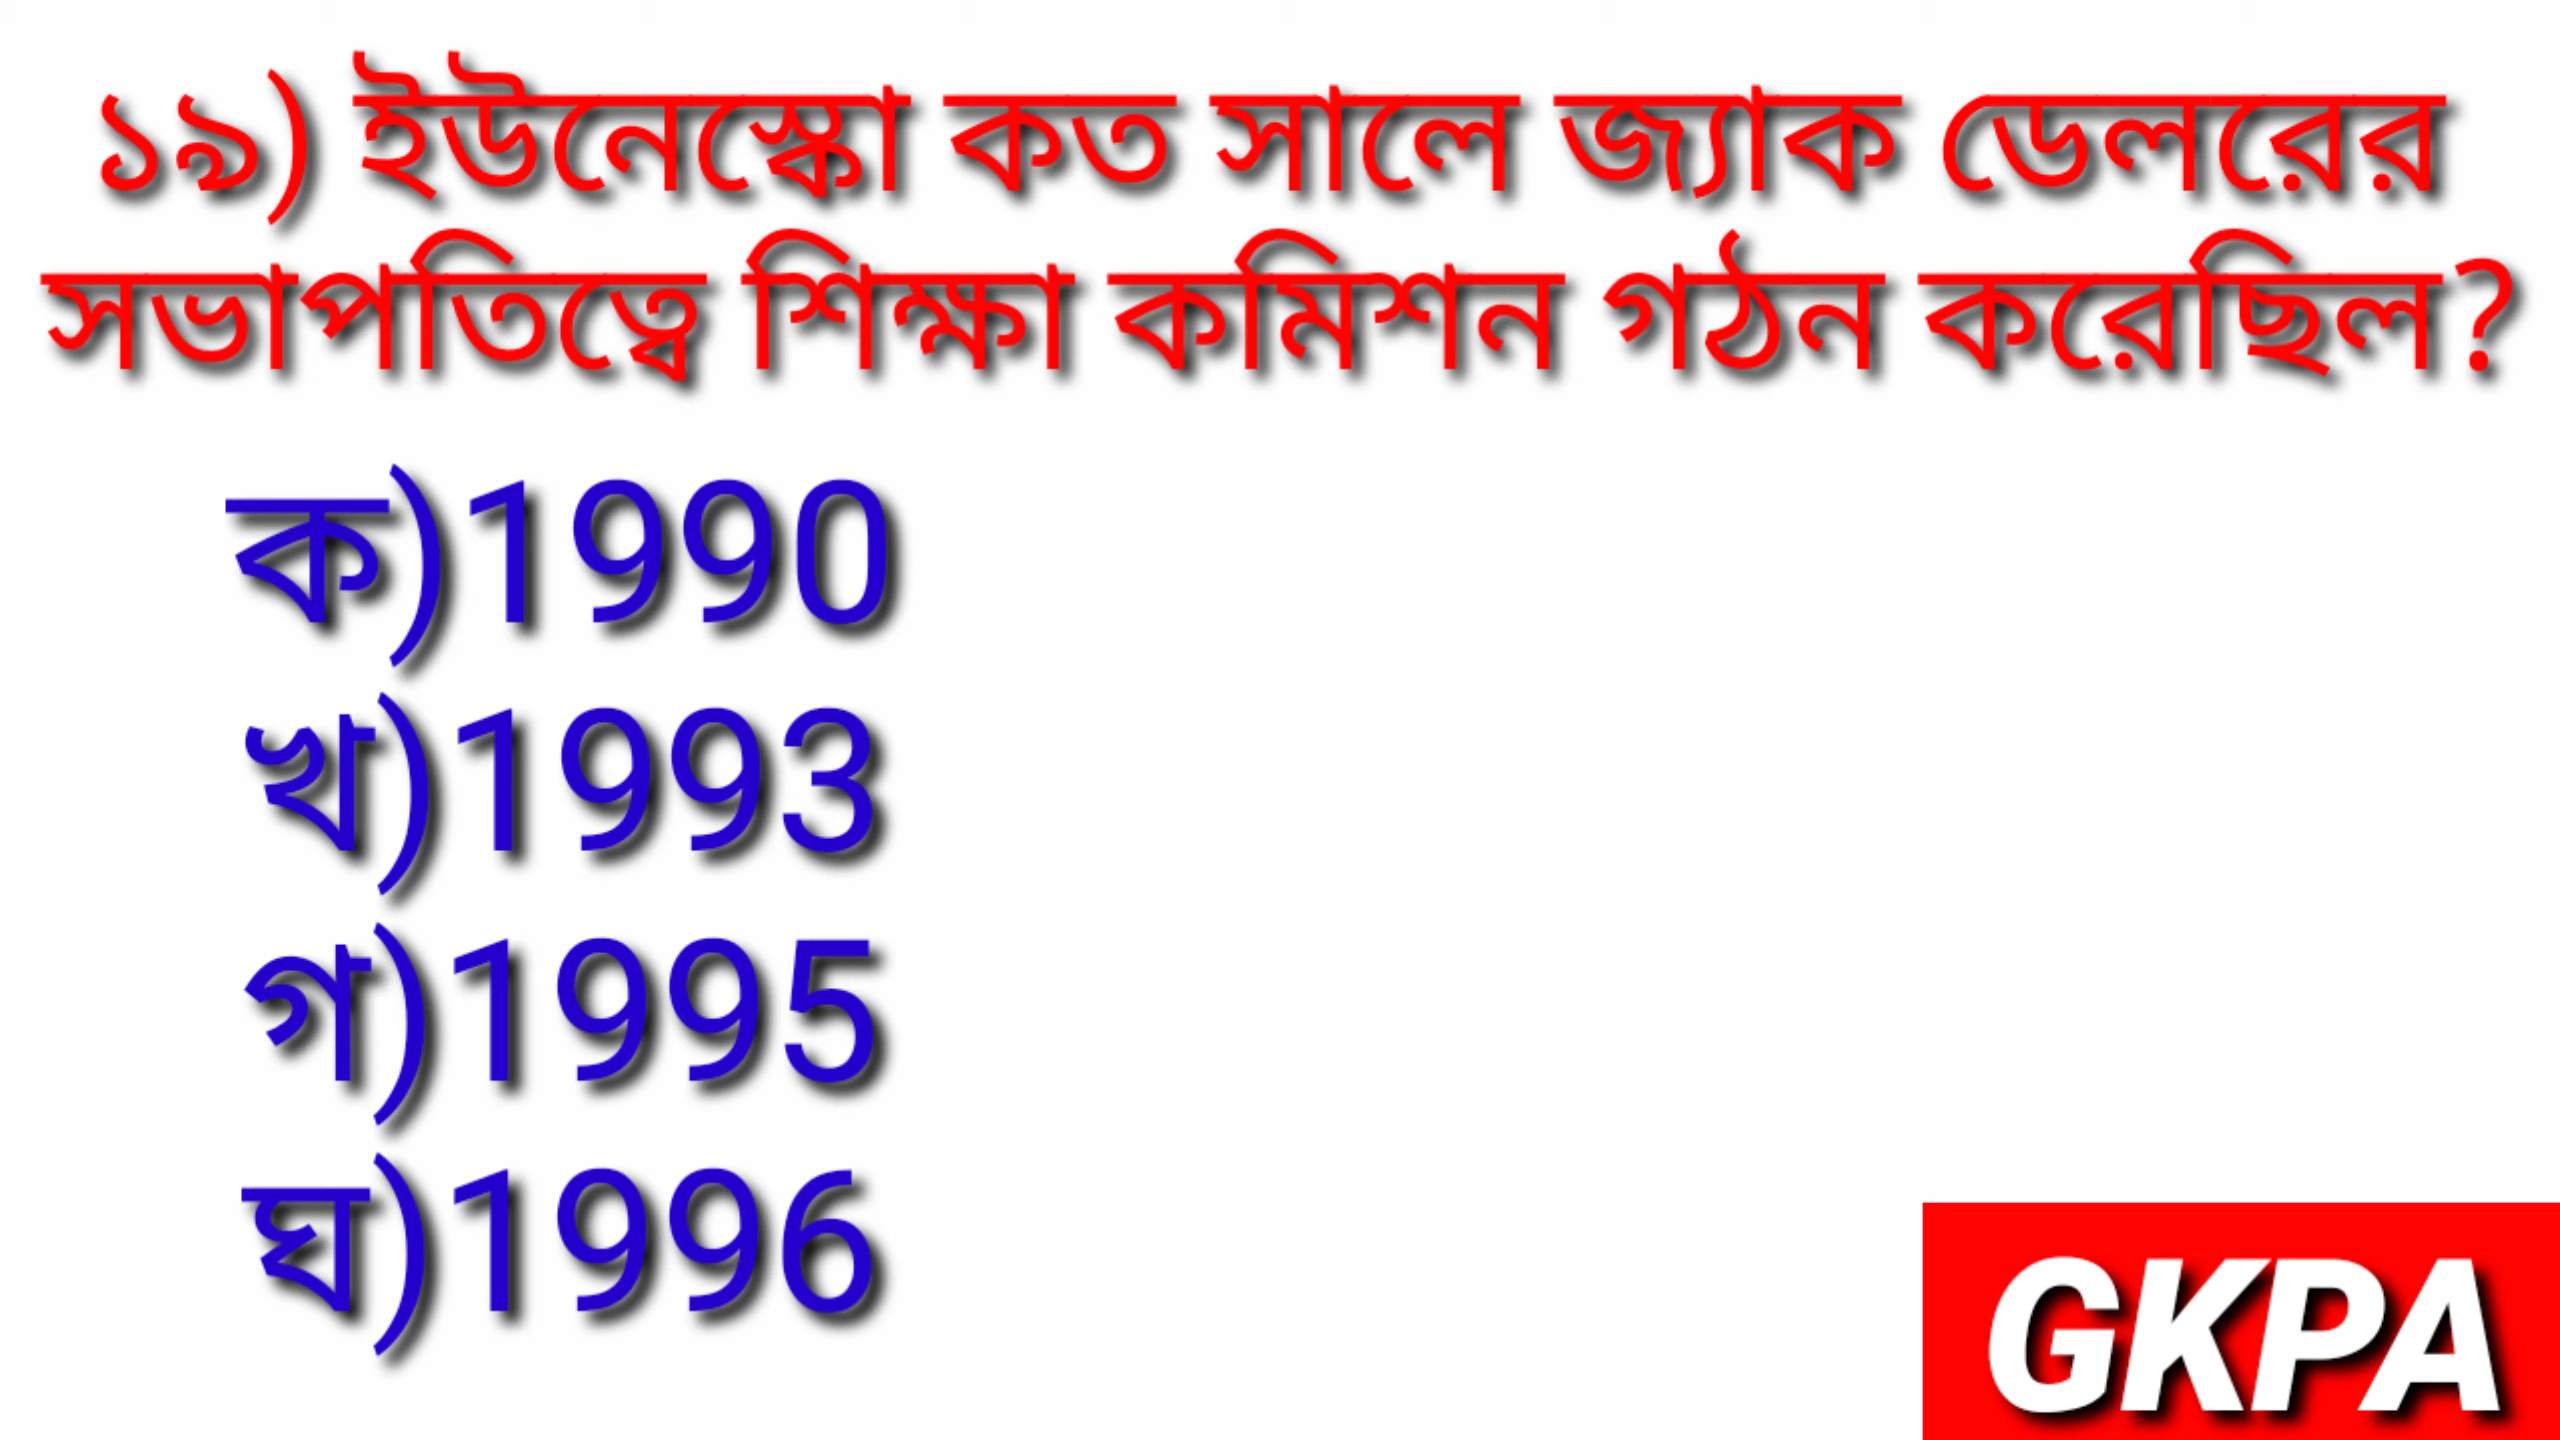 ১৯) ইউনেস্কো কত সালে জ্যাক ডেলরের
সভাপতিত্বে শিক্ষা কমিশন গঠন করেছিল?
ক)1990
খ)1993
গ)1995
ঘ)1996
GKPA